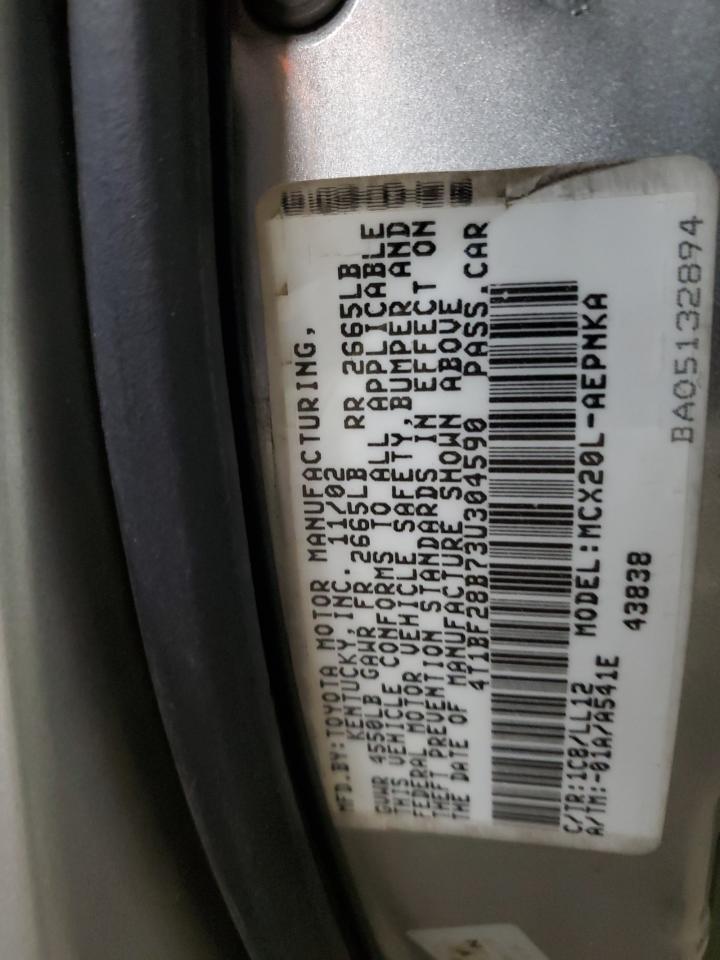 MFD.BY:TOYOTA MOTOR MANUFACTURING,
KENTUCKY,INC. 11/02
GVWR 4550LB GAWR FR 2665LB RR 2665LB
THIS VEHICLE CONFORMS TO ALL APPLICABLE
FEDERAL MOTOR VEHICLE SAFETY,BUMPER AND
THEFT PREVENTION STANDARDS IN EFFECT ON
THE DATE OF MANUFACTURE SHOWN ABOVE
4T1BF28B73U304590 PASS.CAR
C/TR:1C8/LL12 MODEL:MCX20L-AEPNKA
A/TM:-01A/A541E 43838
BA05132894